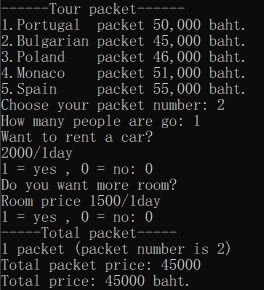 ------Tour packet------
1.Portugal  packet 50,000 baht.
2.Bulgarian packet 45,000 baht.
3.Poland    packet 46,000 baht.
4.Monaco    packet 51,000 baht.
5.Spain     packet 55,000 baht.
Choose your packet number: 2
How many people are go: 1
Want to rent a car?
2000/1day
1 = yes , 0 = no: 0
Do you want more room?
Room price 1500/1day
1 = yes , 0 = no: 0
-----Total packet-----
1 packet (packet number is 2)
Total packet price: 45000
Total price: 45000 baht.